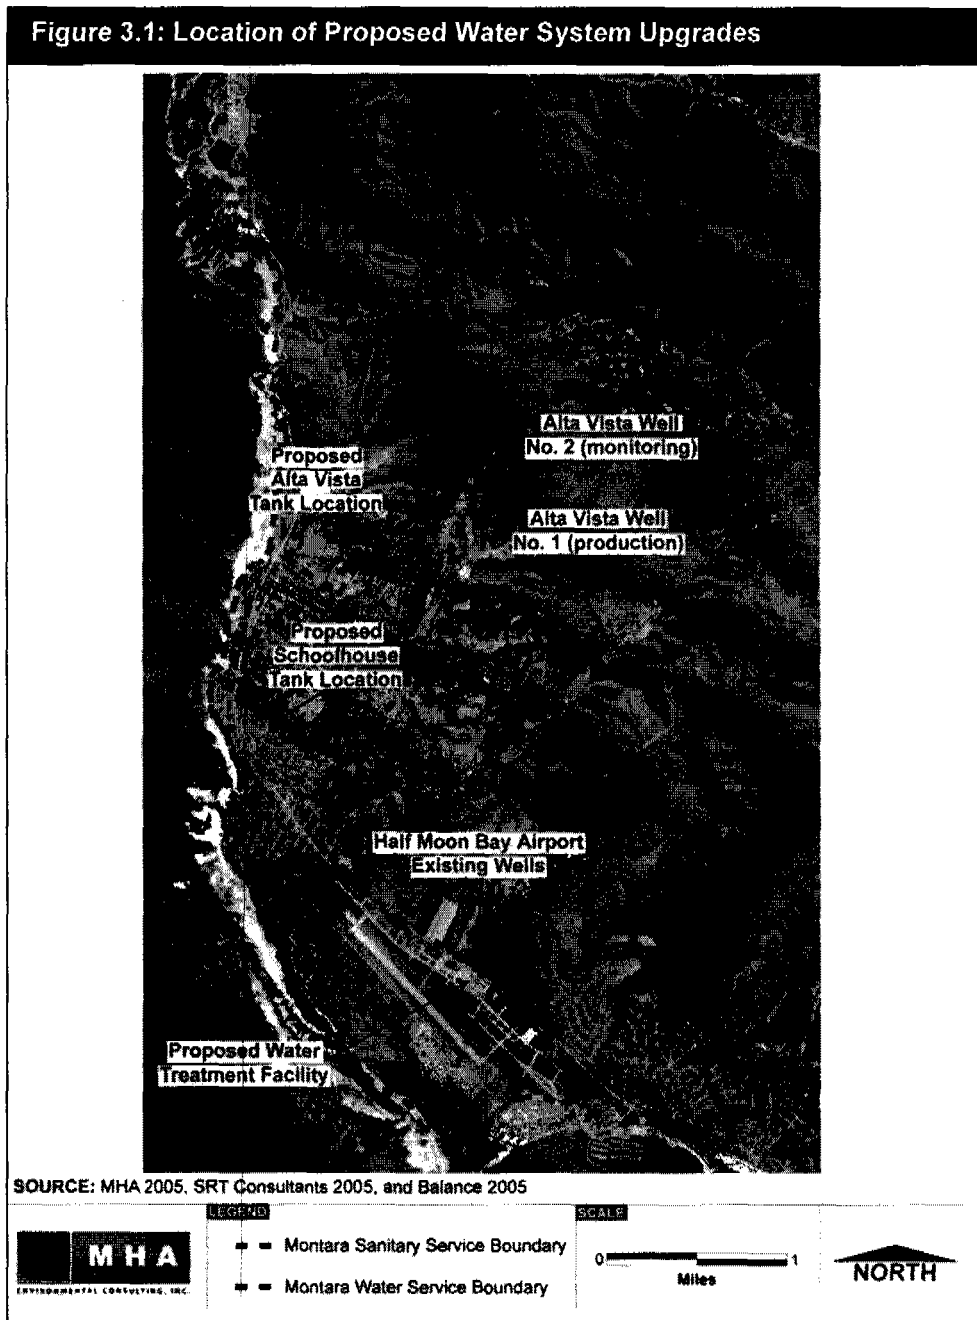 Figure 3.1: Location of Proposed Water System Upgrades
Alta Vista Well
No. 2 (monitoring)
Proposed
Alta Vista
Tank Location
Alta Vista Well
No. 1 (production)
Proposed
Schoolhouse
Tank Location
Half Moon Bay Airport
Existing Wells
Proposed Water
Treatment Facility
SOURCE: MHA 2005, SRT Consultants 2005, and Balance 2005
LEGEND
Montara Sanitary Service Boundary
Montara Water Service Boundary
SCALE
0 1
Miles
NORTH
MHA
ENVIRONMENTAL CONSULTING, INC.